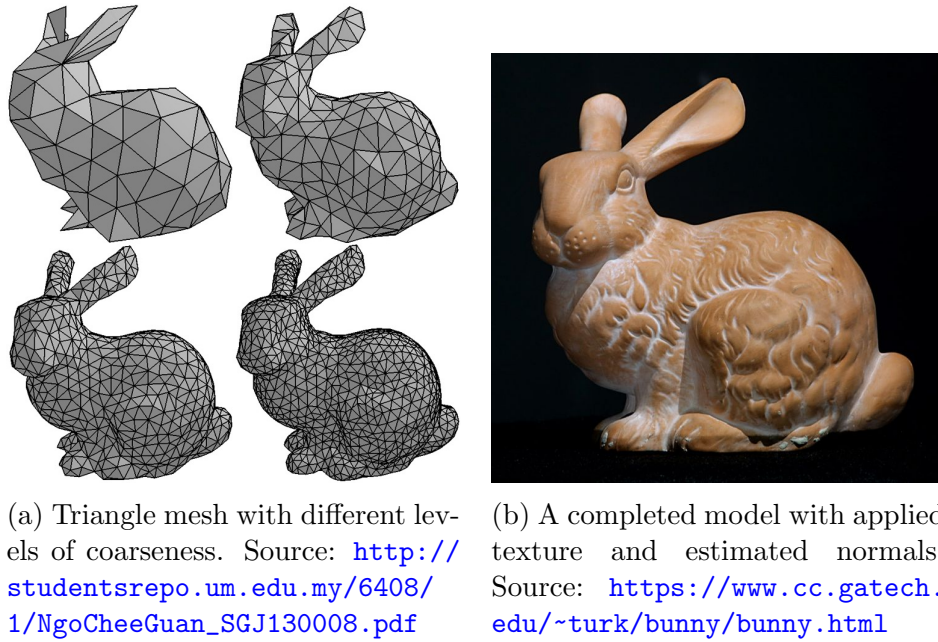 (a) Triangle mesh with different lev-
els of coarseness. Source: http://
studentsrepo.um.edu.my/6408/
1/NgoCheeGuan_SGJ130008.pdf
(b) A completed model with applied
texture and estimated normals
Source: https://www.cc.gatech.
edu/~turk/bunny/bunny.html